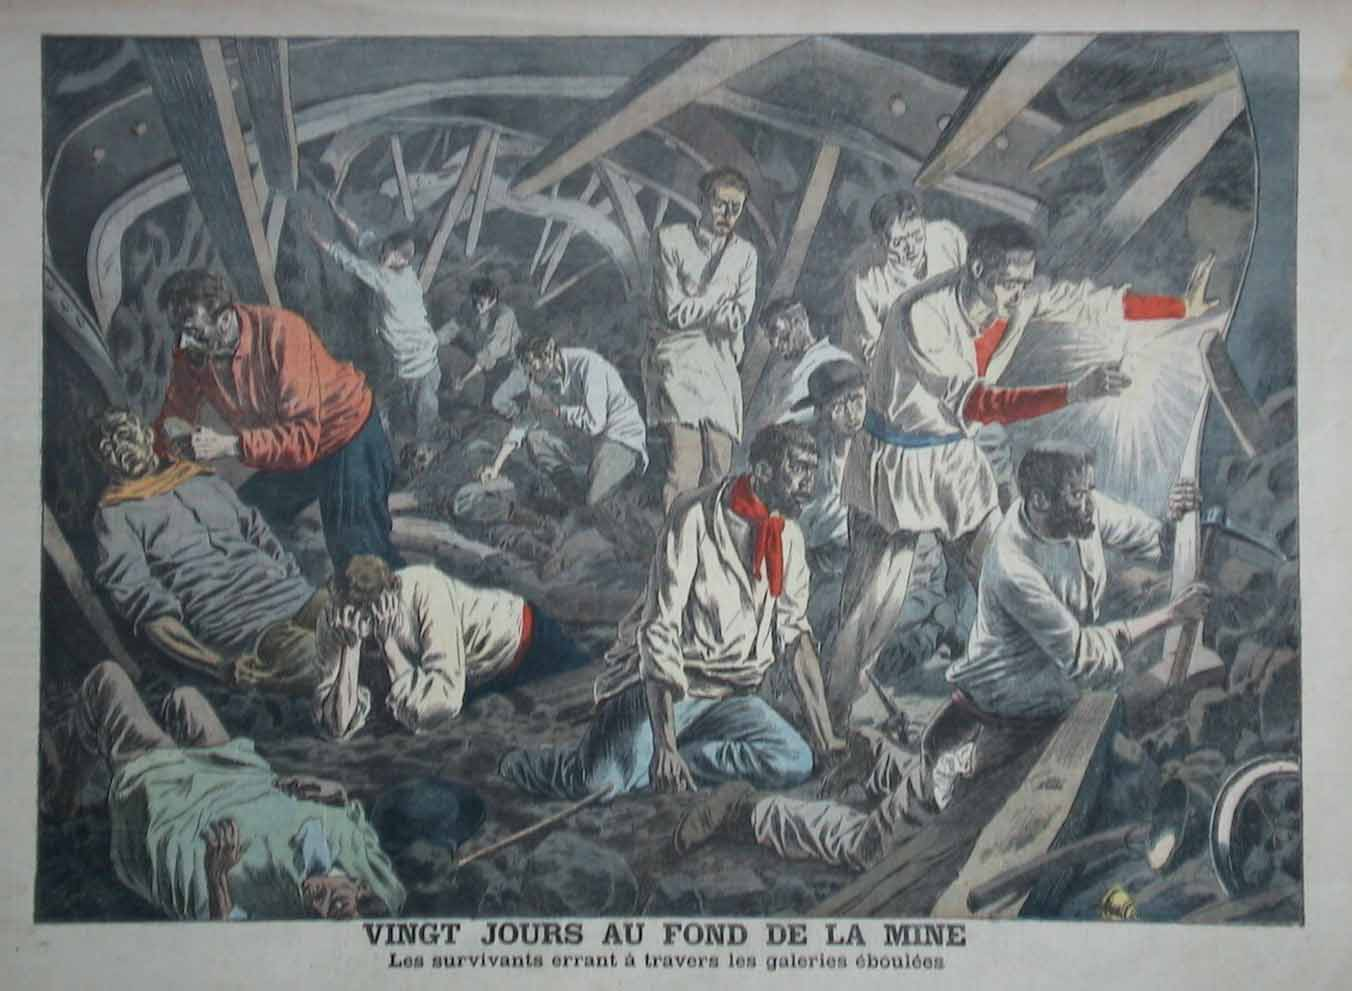 VINGT JOURS AU FOND DE LA MINE
Les survivants errant à travers les galeries éboulées